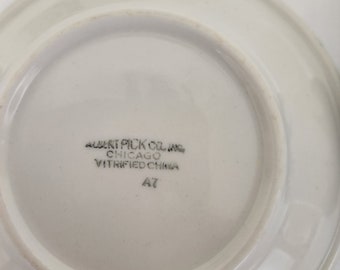 ALBERT PICK CO., INC.
CHICAGO
VITRIFIED CHINA
A7